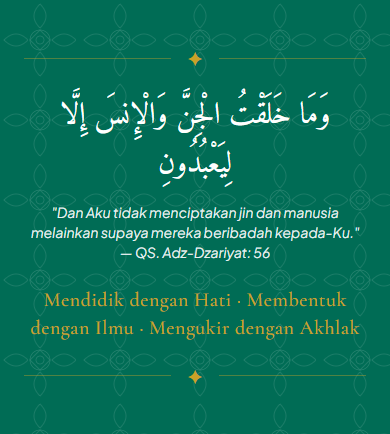 وَمَا خَلَقْتُ الْجِنَّ وَالْإِنسَ إِلَّا
لِيَعْبُدُونِ
"Dan Aku tidak menciptakan jin dan manusia
melainkan supaya mereka beribadah kepada-Ku."
— QS. Adz-Dzariyat: 56
Mendidik dengan Hati · Membentuk
dengan Ilmu · Mengukir dengan Akhlak